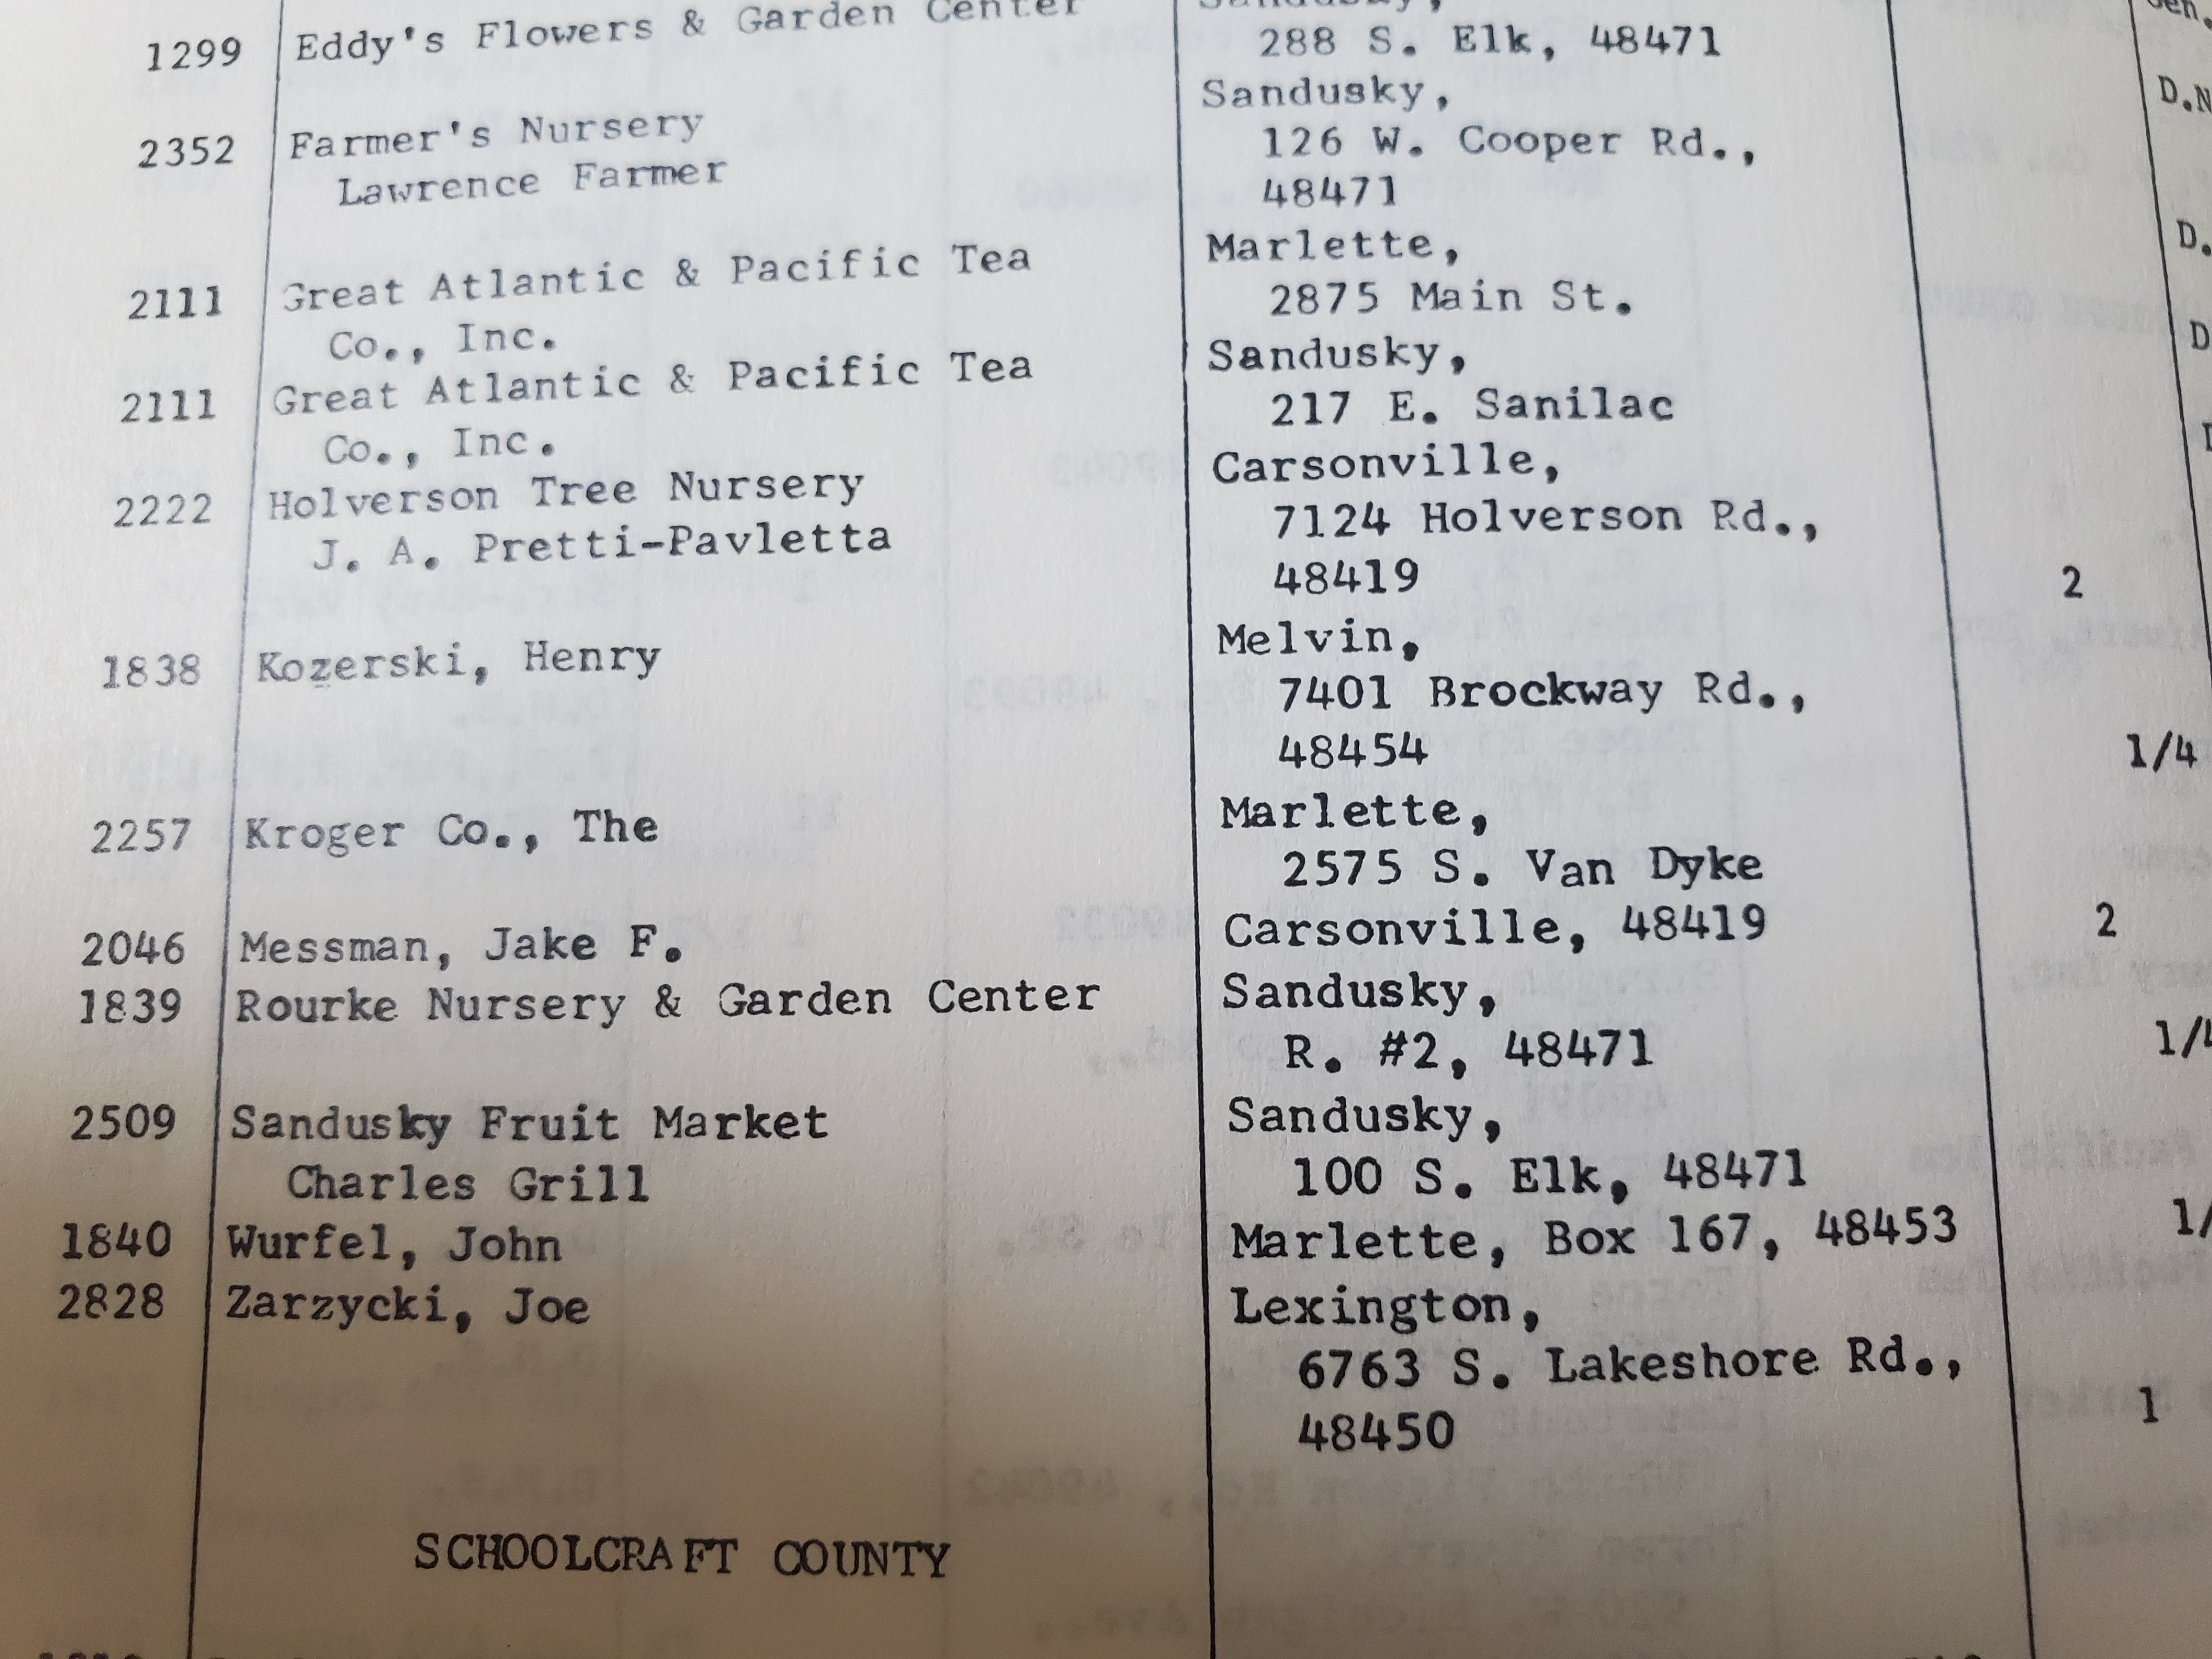 1299 Eddy's Flowers & Garden Center Sandusky,
288 S. Elk, 48471
2352 Farmer's Nursery Sandusky, D.N
Lawrence Farmer 126 W. Cooper Rd.,
48471
2111 Great Atlantic & Pacific Tea Marlette, D.
Co., Inc. 2875 Main St.
2111 Great Atlantic & Pacific Tea Sandusky, D
Co., Inc. 217 E. Sanilac
2222 Holverson Tree Nursery Carsonville,
J. A. Pretti-Pavletta 7124 Holverson Rd.,
48419 2
1838 Kozerski, Henry Melvin,
7401 Brockway Rd.,
48454 1/4
2257 Kroger Co., The Marlette,
2575 S. Van Dyke
2046 Messman, Jake F. Carsonville, 48419 2
1839 Rourke Nursery & Garden Center Sandusky,
R. #2, 48471 1/4
2509 Sandusky Fruit Market Sandusky,
Charles Grill 100 S. Elk, 48471
1840 Wurfel, John Marlette, Box 167, 48453 1/
2828 Zarzycki, Joe Lexington,
6763 S. Lakeshore Rd.,
48450 1
SCHOOLCRAFT COUNTY